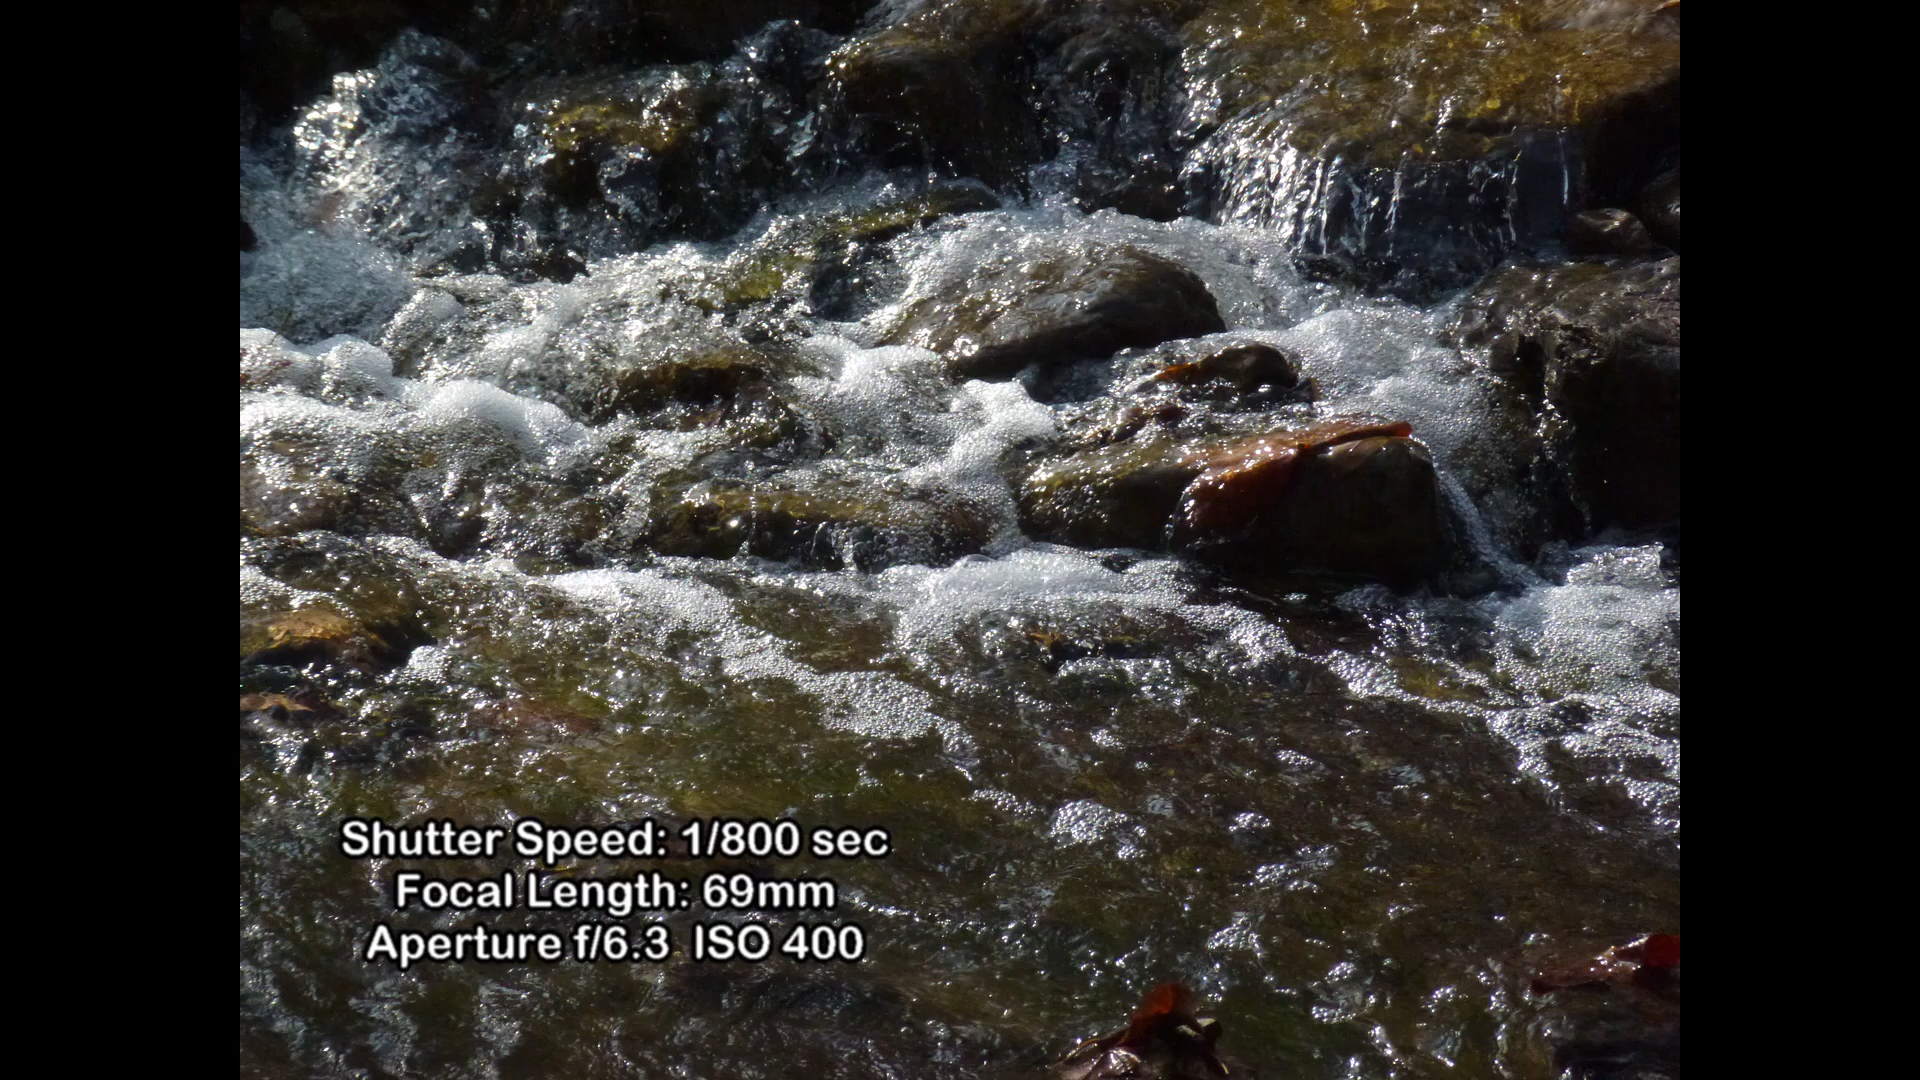 Shutter Speed: 1/800 sec
Focal Length: 69mm
Aperture f/6.3  ISO 400